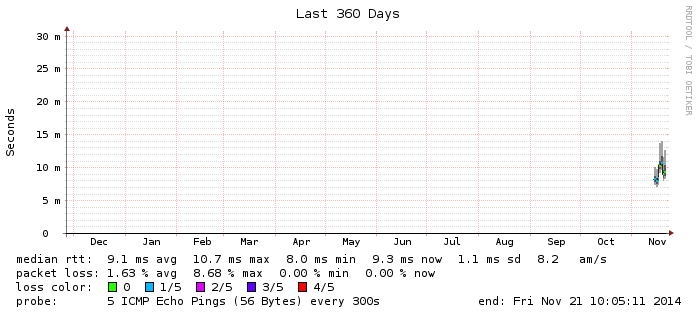 Last 360 Days
RRDTOOL / TOBI OETIKER
Seconds
30 m
25 m
20 m
15 m
10 m
5 m
0
Dec Jan Feb Mar Apr May Jun Jul Aug Sep Oct Nov
median rtt: 9.1 ms avg 10.7 ms max 8.0 ms min 9.3 ms now 1.1 ms sd 8.2 am/s
packet loss: 1.63 % avg 8.68 % max 0.00 % min 0.00 % now
loss color: 0 1/5 2/5 3/5 4/5
probe: 5 ICMP Echo Pings (56 Bytes) every 300s end: Fri Nov 21 10:05:11 2014